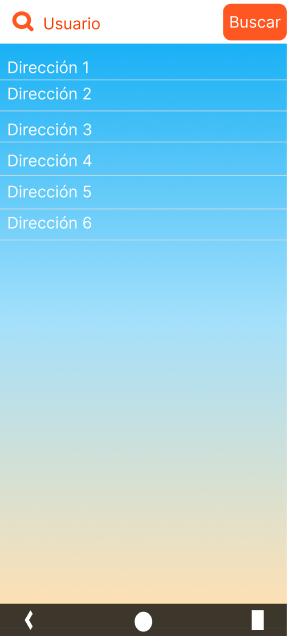 Usuario Buscar
Dirección 1
Dirección 2
Dirección 3
Dirección 4
Dirección 5
Dirección 6